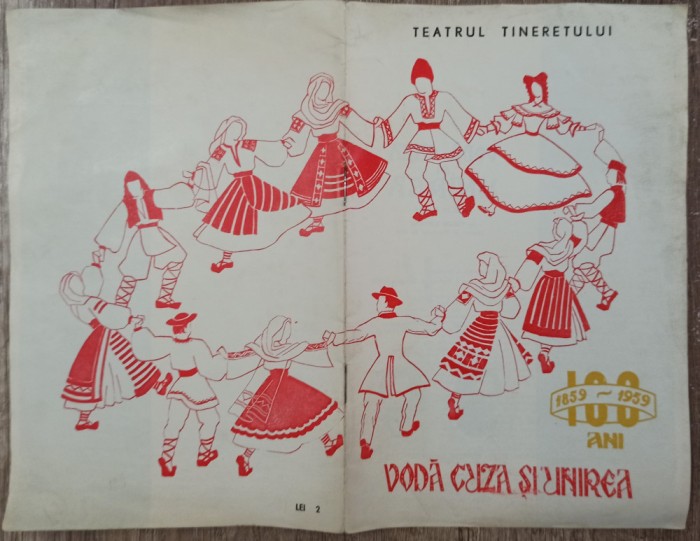 TEATRUL TINERETULUI
100
1859 ~ 1959
ANI
VODĂ CUZA ȘI UNIREA
LEI 2